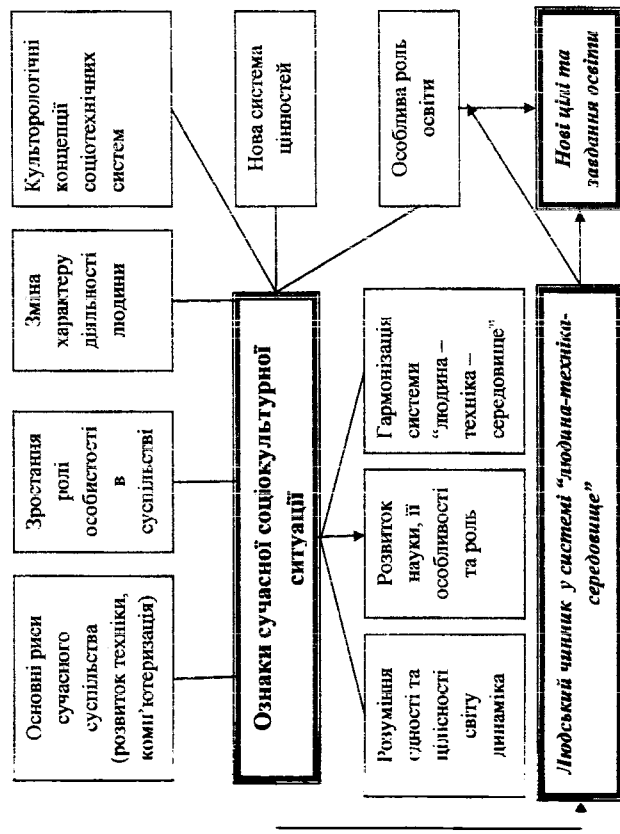 Основні риси
сучасного
суспільства
(розвиток техніки,
комп'ютеризація)
Зростання
ролі
особистості
в
суспільстві
Зміна
характеру
діяльності
людини
Культорологічні
концепції
соціотехнічних
систем
Ознаки сучасної соціокультурної
ситуації
Нова система
цінностей
Розуміння
єдності та
цілісності
світу
динаміка
Розвиток
науки, її
особливості
та роль
Гармонізація
системи
“людина –
техніка –
середовище”
Особлива роль
освіти
Людський чинник у системі “людина-техніка-
середовище”
Нові цілі та
завдання освіти